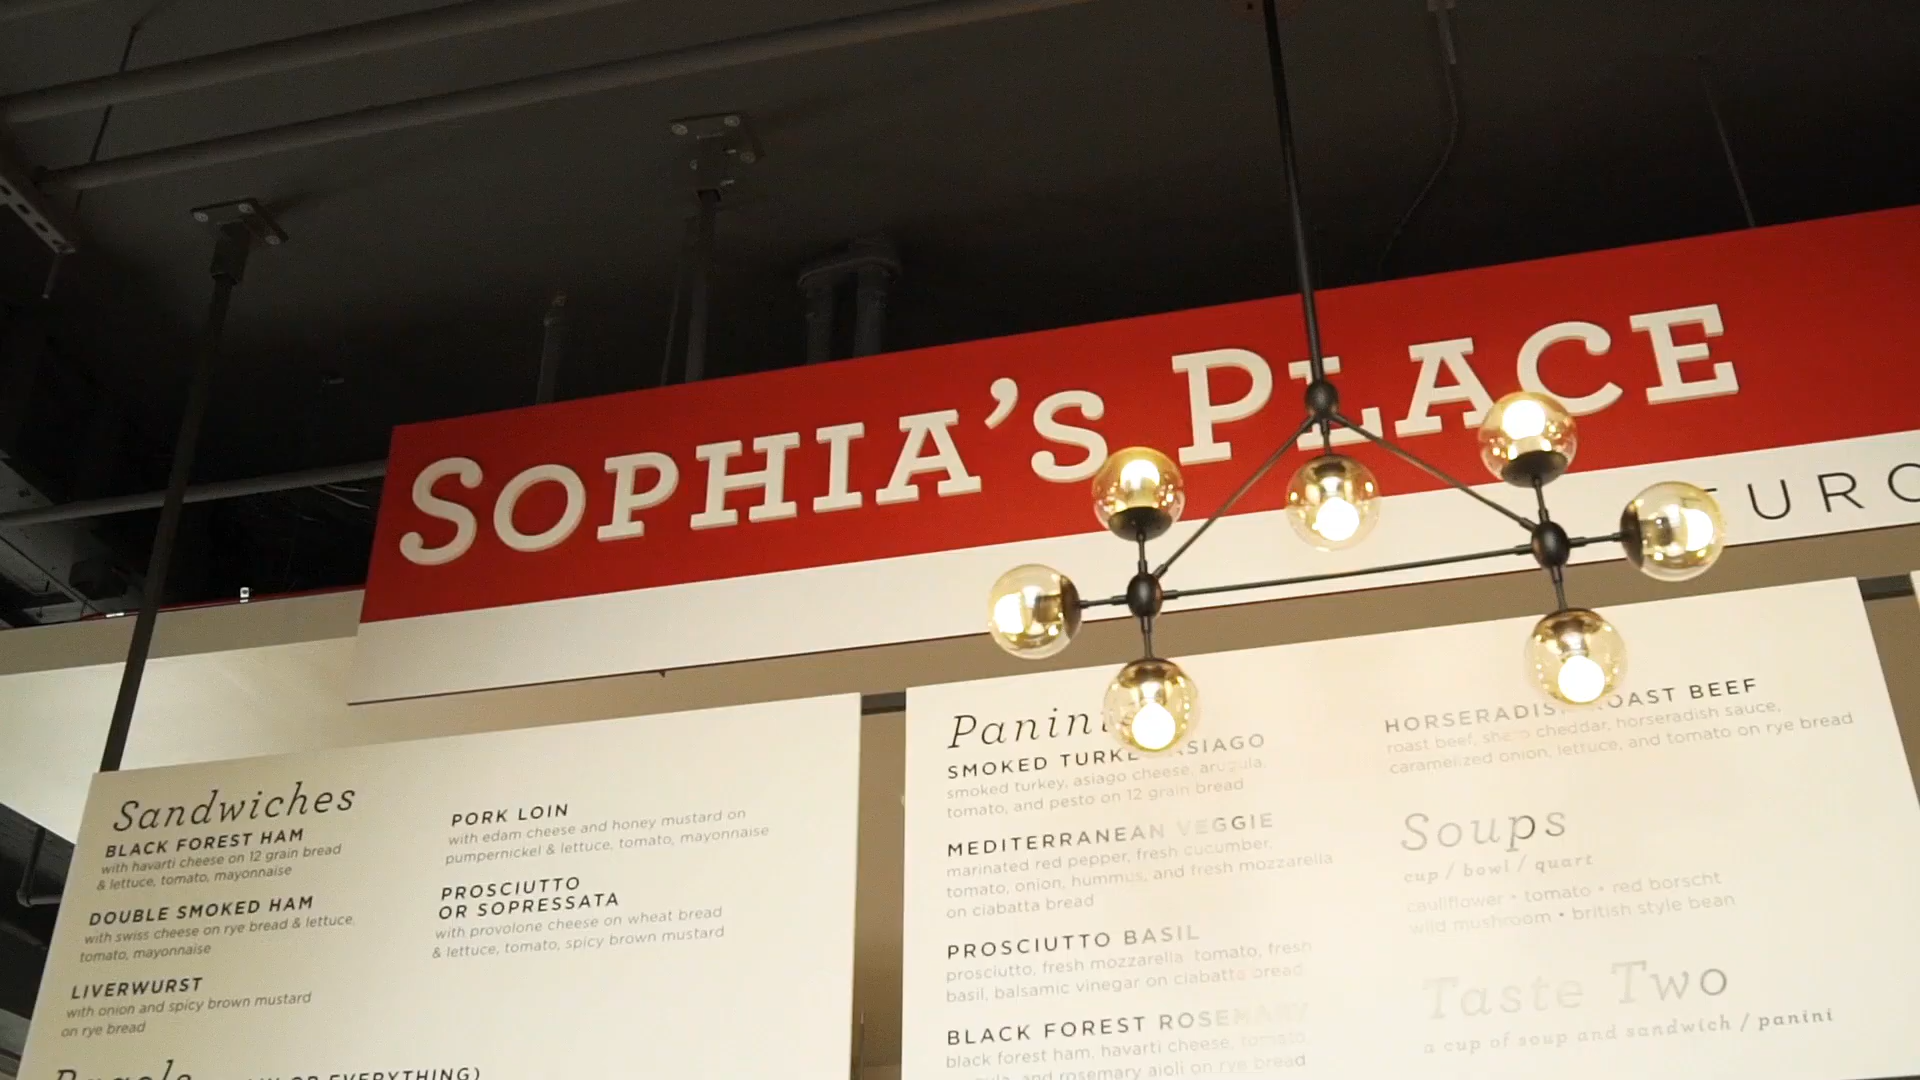 SOPHIA'S PLACE
Sandwiches
BLACK FOREST HAM
with havarti cheese on 12 grain bread
& lettuce, tomato, mayonnaise
DOUBLE SMOKED HAM
with swiss cheese on rye bread & lettuce,
tomato, mayonnaise
LIVERWURST
with onion and spicy brown mustard
on rye bread
EVERYTHING)
PORK LOIN
with edam cheese and honey mustard on
pumpernickel & lettuce, tomato, mayonnaise
PROSCIUTTO
OR SOPRESSATA
with provolone cheese on wheat bread
& lettuce, tomato, spicy brown mustard
SMOKED
smoked turkey, asiago cheese, arugula,
tomato, and pesto on 12 grain bread
MEDITERRANEAN VEGGIE
marinated red pepper, fresh cucumber,
tomato, onion, hummus, and fresh mozzarella
on ciabatta bread
PROSCIUTTO BASIL
prosciutto, fresh mozzarella, tomato, fresh
basil, balsamic vinegar on ciabatta bread
BLACK FOREST ROSEMARY
black forest ham, havarti cheese, tomato,
and rosemary aioli on rye bread
BEEF
roast beef, sharp cheddar, horseradish sauce,
caramelized onion, lettuce, and tomato on rye bread
Soups
cup / bowl / quart
cauliflower • tomato • red borscht
wild mushroom • british style bean
Taste Two
a cup of soup and sandwich / panini